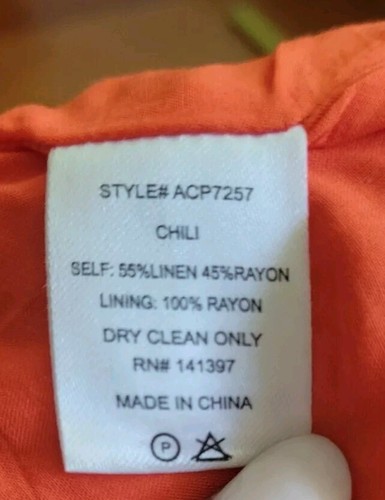 STYLE# ACP7257
CHILI
SELF: 55%LINEN 45%RAYON
LINING: 100% RAYON
DRY CLEAN ONLY
RN# 141397
MADE IN CHINA
P